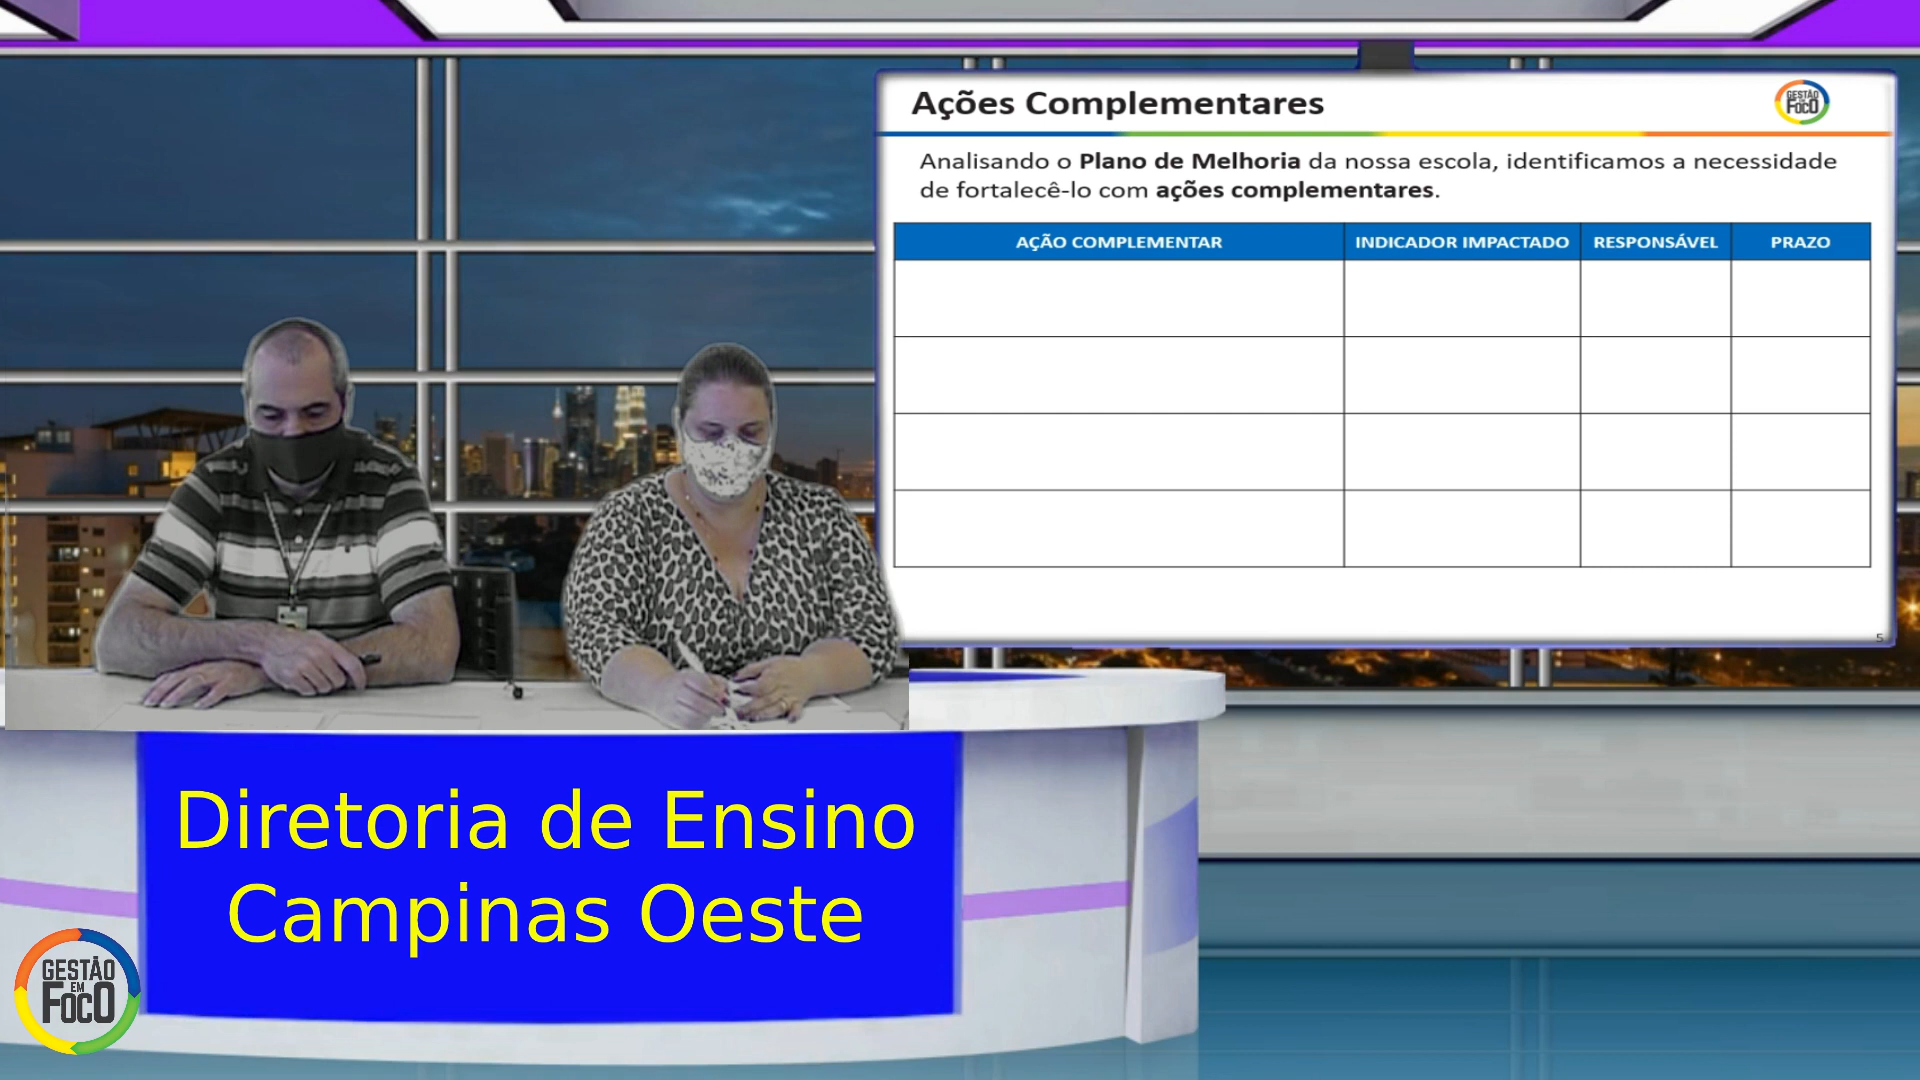 Ações Complementares
GESTÃO
EM
FOCO
Analisando o Plano de Melhoria da nossa escola, identificamos a necessidade
de fortalecê-lo com ações complementares.
AÇÃO COMPLEMENTAR INDICADOR IMPACTADO RESPONSÁVEL PRAZO
5
Diretoria de Ensino
Campinas Oeste
GESTÃO
EM
FOCO